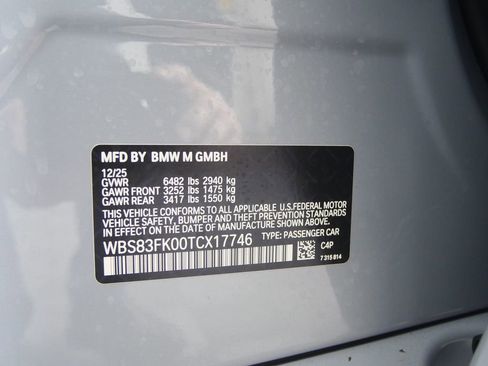 MFD BY BMW M GMBH
12/25
GVWR 6482 lbs 2940 kg
GAWR FRONT 3252 lbs 1475 kg
GAWR REAR 3417 lbs 1550 kg
THIS VEHICLE CONFORMS TO ALL APPLICABLE U.S.FEDERAL MOTOR
VEHICLE SAFETY, BUMPER, AND THEFT PREVENTION STANDARDS
IN EFFECT ON THE DATE OF MANUFACTURE SHOWN ABOVE.
WBS83FK00TCX17746 TYPE: PASSENGER CAR
C4P
7 315 814